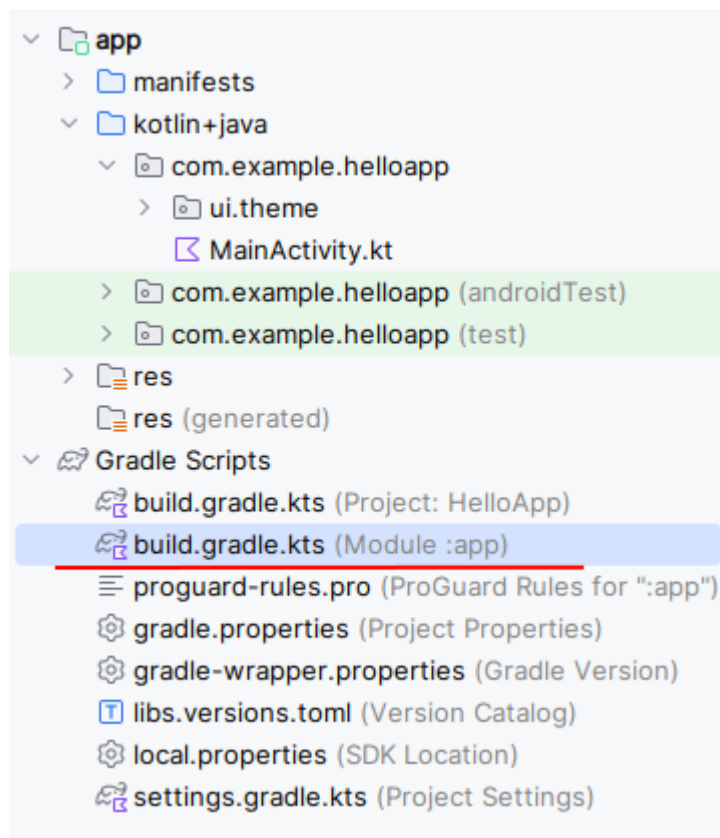 app
manifests
kotlin+java
com.example.helloapp
ui.theme
MainActivity.kt
com.example.helloapp (androidTest)
com.example.helloapp (test)
res
res (generated)
Gradle Scripts
build.gradle.kts (Project: HelloApp)
build.gradle.kts (Module :app)
proguard-rules.pro (ProGuard Rules for ":app")
gradle.properties (Project Properties)
gradle-wrapper.properties (Gradle Version)
T libs.versions.toml (Version Catalog)
local.properties (SDK Location)
settings.gradle.kts (Project Settings)